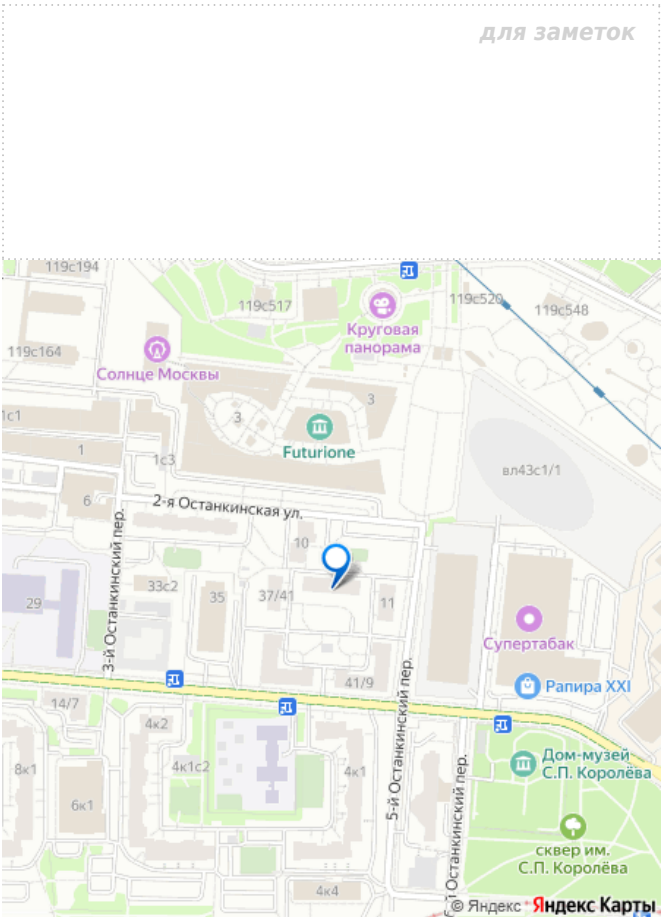 для заметок
119с194
119с517
119с520
119с548
Круговая
панорама
119с164
Солнце Москвы
3
3
1с1
Futurione
1
1с3
вл43с1/1
6
2-я Останкинская ул.
10
33с2
35
37/41
11
29
3-й Останкинский пер.
Супертабак
41/9
Рапира XXI
14/7
4к2
5-й Останкинский пер.
Дом-музей
С.П. Королёва
8к1
4к1с2
4к1
6к1
сквер им.
С.П. Королёва
4к4
© Яндекс Яндекс Карты